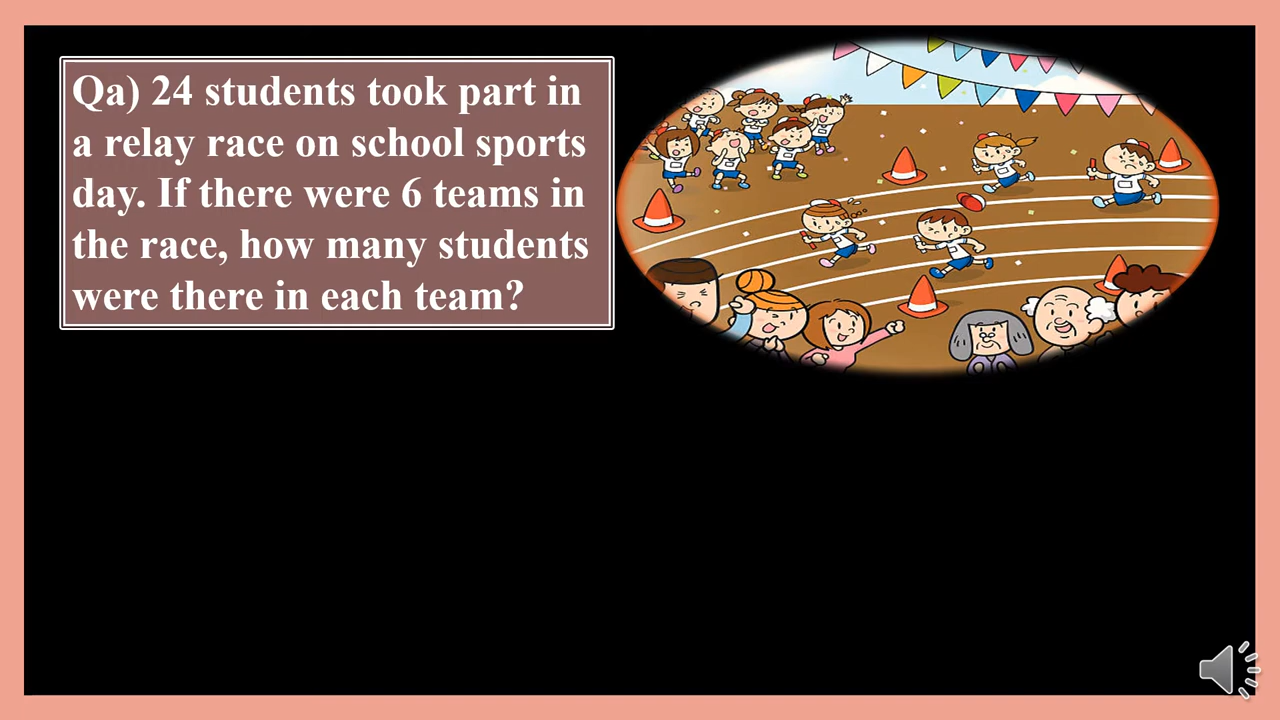 Qa) 24 students took part in
a relay race on school sports
day. If there were 6 teams in
the race, how many students
were there in each team?